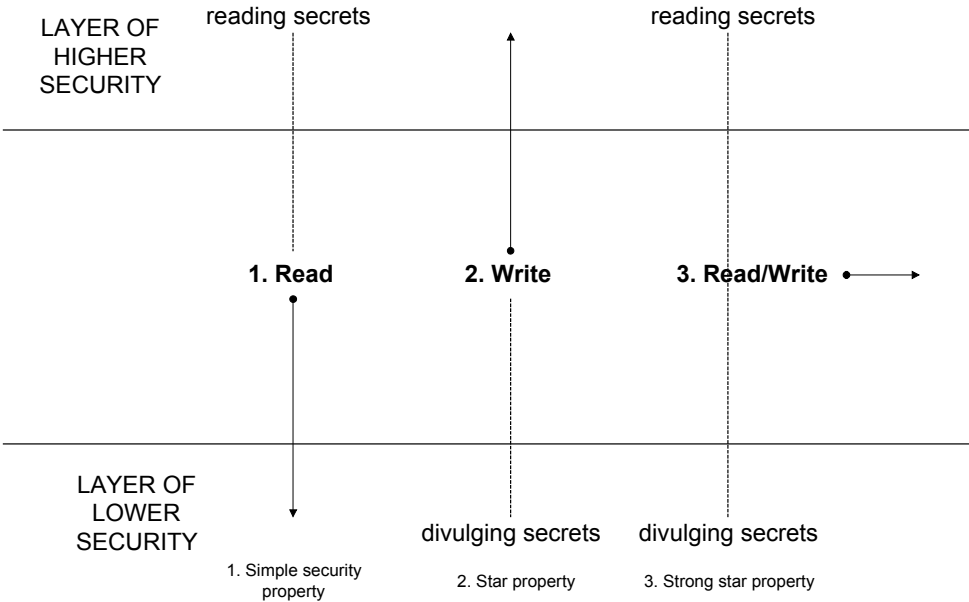 LAYER OF
HIGHER
SECURITY
reading secrets
reading secrets
1. Read
2. Write
3. Read/Write
LAYER OF
LOWER
SECURITY
divulging secrets
divulging secrets
1. Simple security
property
2. Star property
3. Strong star property